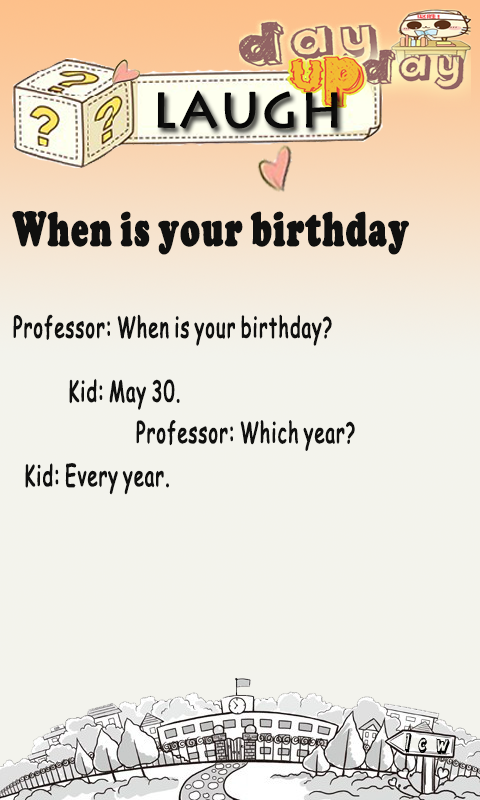 day
up
day
? ? ?
LAUGH
When is your birthday
Professor: When is your birthday?
Kid: May 30.
Professor: Which year?
Kid: Every year.
I C W